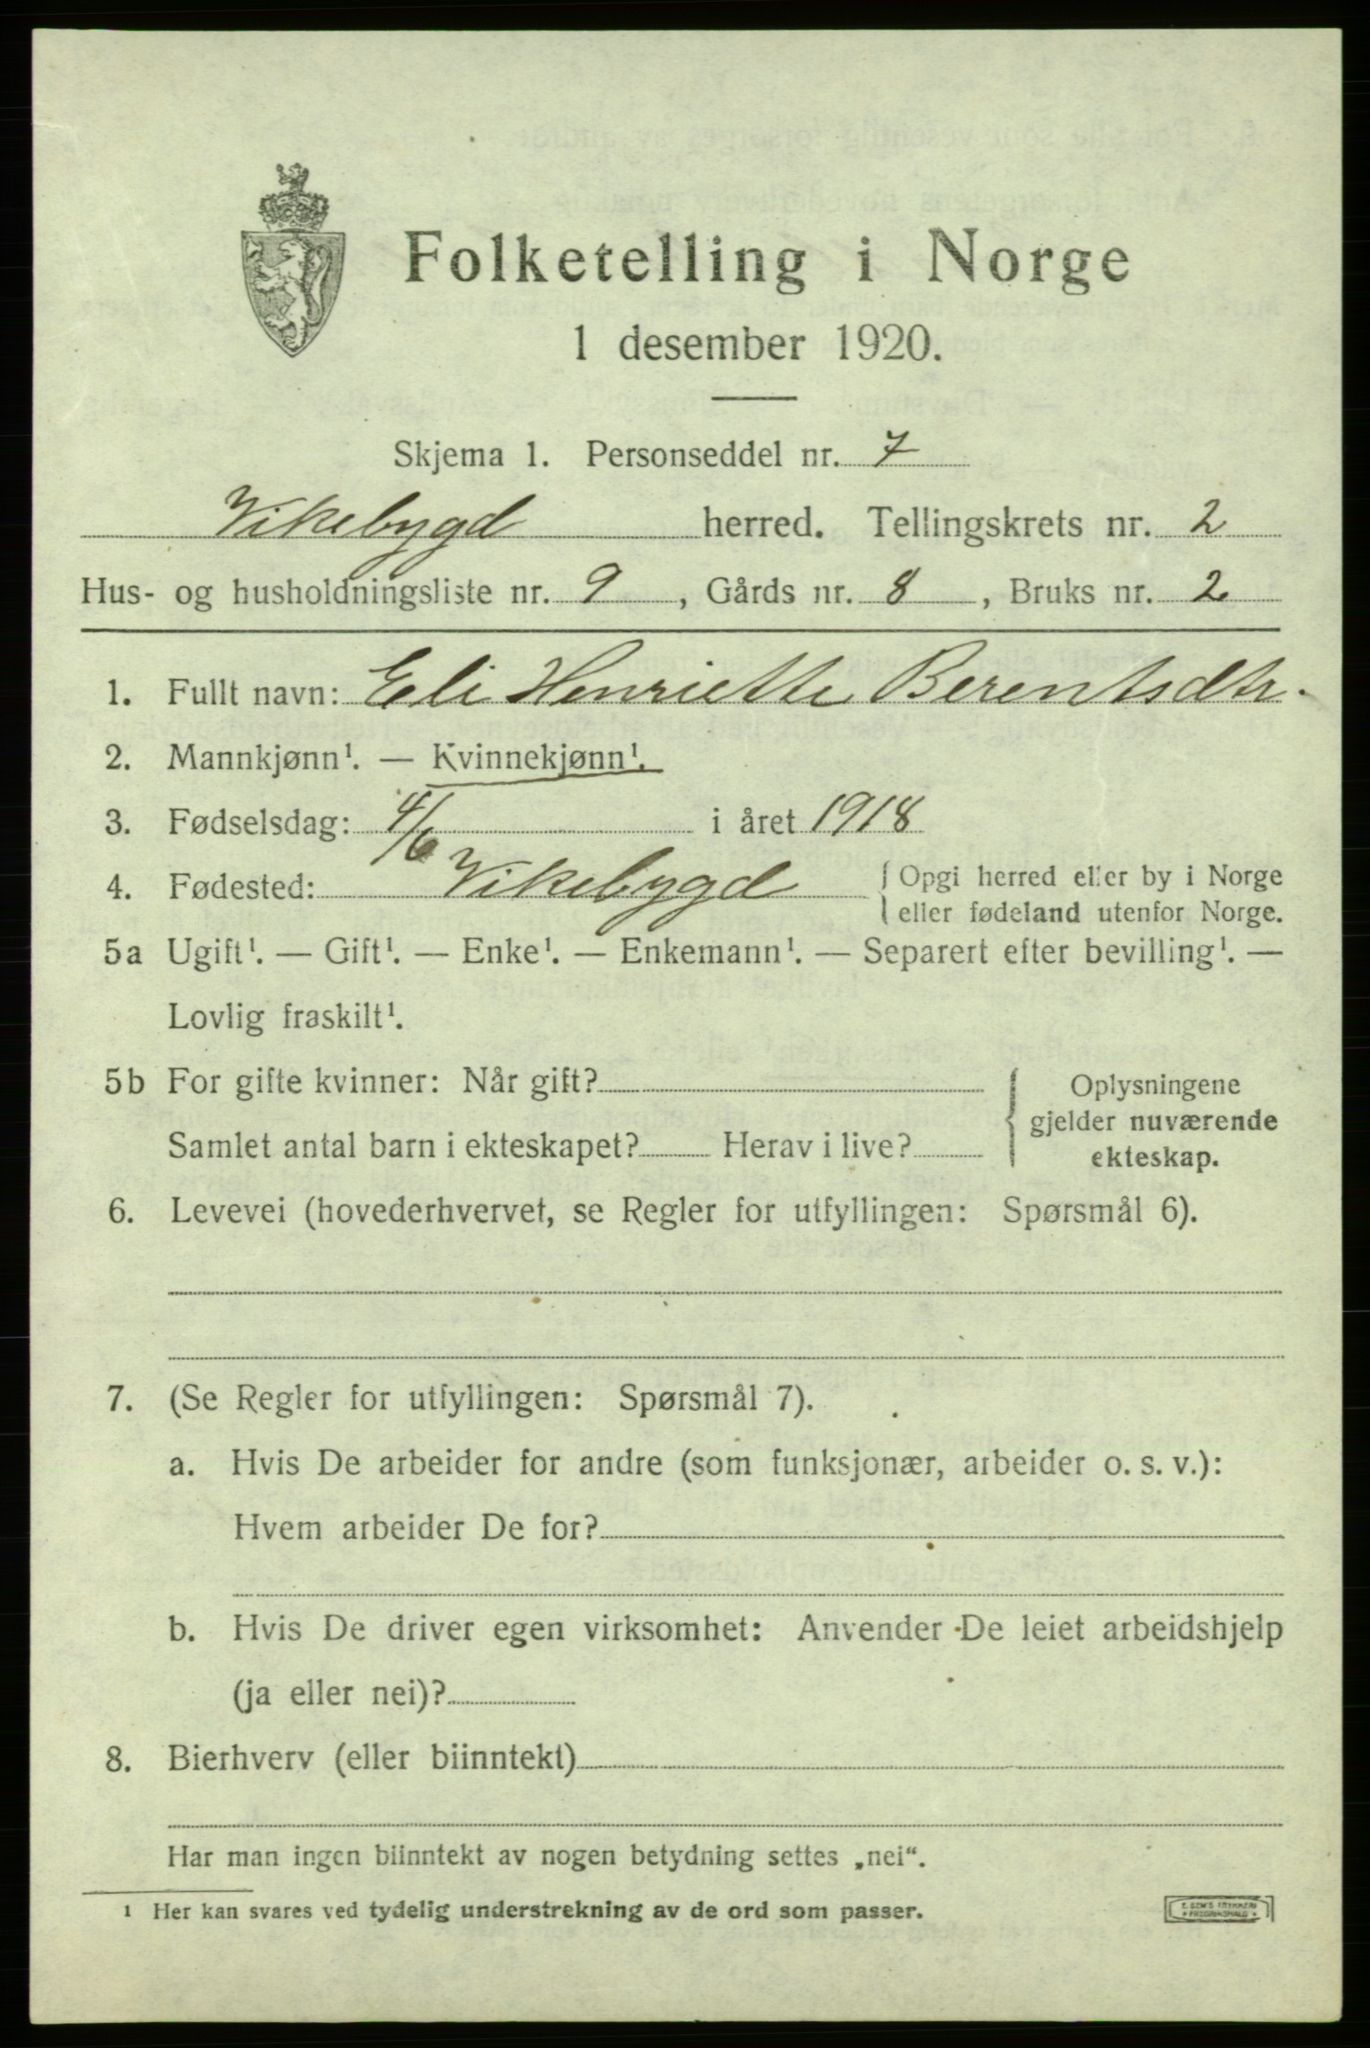 Folketelling i Norge
1 desember 1920.
Skjema 1. Personseddel nr. 7
Vikebygd herred. Tellingskrets nr. 2
Hus- og husholdningsliste nr. 9, Gårds nr. 8, Bruks nr. 2
1. Fullt navn: Eli Henriette Berentsdtr.
2. Mannkjønn¹. — Kvinnekjønn¹.
3. Fødselsdag: 4/6 i året 1918
4. Fødested: Vikebygd { Opgi herred eller by i Norge
eller fødeland utenfor Norge.
5a Ugift¹. — Gift¹. — Enke¹. — Enkemann¹. — Separert efter bevilling¹. —
Lovlig fraskilt¹.
5b For gifte kvinner: Når gift? { Oplysningene
gjelder nuværende
Samlet antal barn i ekteskapet? Herav i live?
ekteskap.
6. Levevei (hovederhvervet, se Regler for utfyllingen: Spørsmål 6).
7. (Se Regler for utfyllingen: Spørsmål 7).
a. Hvis De arbeider for andre (som funksjonær, arbeider o. s. v.):
Hvem arbeider De for?
b. Hvis De driver egen virksomhet: Anvender De leiet arbeidshjelp
(ja eller nei)?
8. Bierhverv (eller biinntekt)
Har man ingen biinntekt av nogen betydning settes „nei“.
¹ Her kan svares ved tydelig understrekning av de ord som passer.